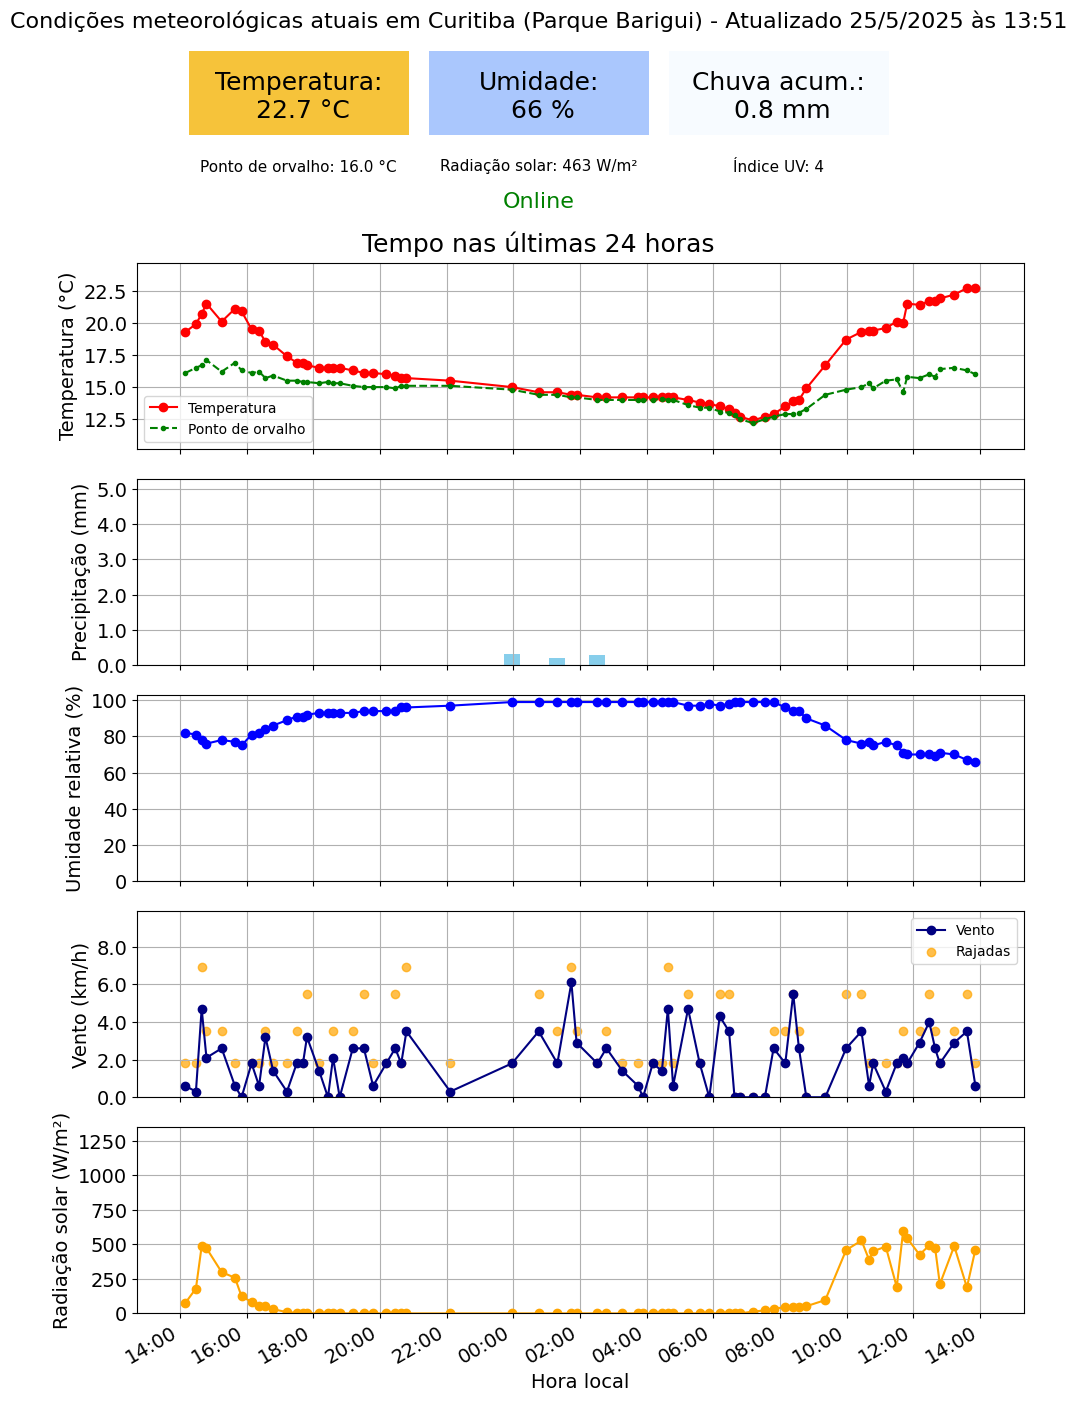 Condições meteorológicas atuais em Curitiba (Parque Barigui) - Atualizado 25/5/2025 às 13:51
Temperatura:
22.7 °C
Umidade:
66 %
Chuva acum.:
0.8 mm
Ponto de orvalho: 16.0 °C
Radiação solar: 463 W/m²
Índice UV: 4
Online
Tempo nas últimas 24 horas
Temperatura (°C)
22.5
20.0
17.5
15.0
12.5
Temperatura
Ponto de orvalho
Precipitação (mm)
5.0
4.0
3.0
2.0
1.0
0.0
Umidade relativa (%)
100
80
60
40
20
0
Vento (km/h)
8.0
6.0
4.0
2.0
0.0
Vento
Rajadas
Radiação solar (W/m²)
1250
1000
750
500
250
0
14:00
16:00
18:00
20:00
22:00
00:00
02:00
04:00
06:00
08:00
10:00
12:00
14:00
Hora local